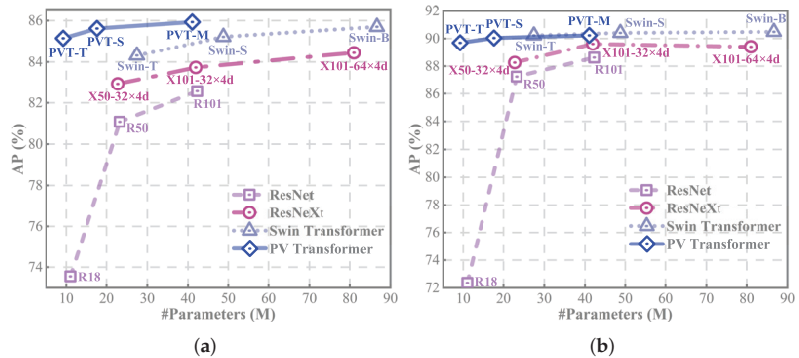 86
84
82
80
78
76
74
AP (%)
10 20 30 40 50 60 70 80 90
#Parameters (M)
PVT-T
PVT-S
PVT-M
Swin-T
Swin-S
Swin-B
X50-32×4d
X101-32×4d
X101-64×4d
R50
R101
R18
ResNet
ResNeXt
Swin Transformer
PV Transformer
(a)
92
90
88
86
84
82
80
78
76
74
72
AP (%)
10 20 30 40 50 60 70 80 90
#Parameters (M)
PVT-T
PVT-S
PVT-M
Swin-T
Swin-S
Swin-B
X50-32×4d
X101-32×4d
X101-64×4d
R50
R101
R18
ResNet
ResNeXt
Swin Transformer
PV Transformer
(b)